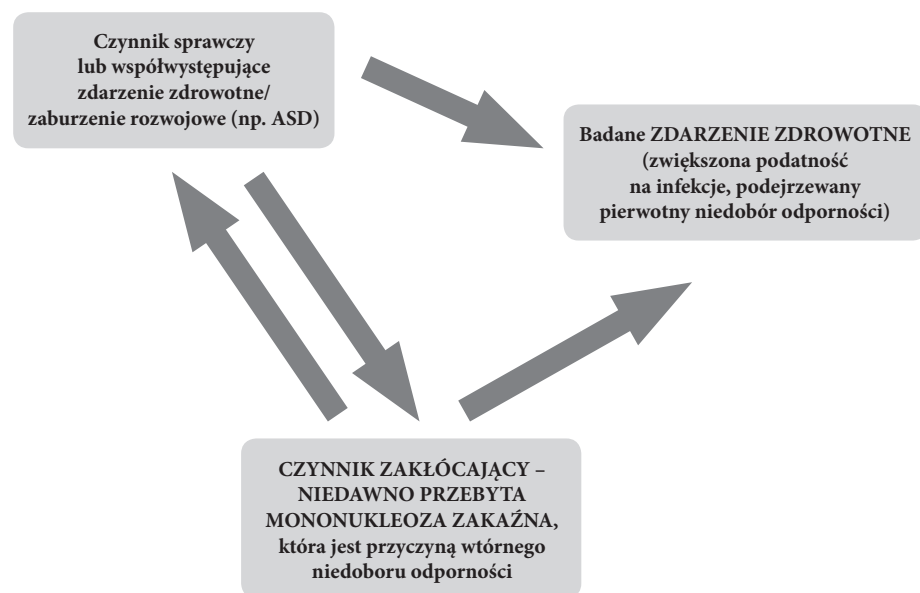 Czynnik sprawczy
lub współwystępujące
zdarzenie zdrowotne/
zaburzenie rozwojowe (np. ASD)
Badane ZDARZENIE ZDROWOTNE
(zwiększona podatność
na infekcje, podejrzewany
pierwotny niedobór odporności)
CZYNNIK ZAKŁÓCAJĄCY –
NIEDAWNO PRZEBYTA
MONONUKLEOZA ZAKAŹNA,
która jest przyczyną wtórnego
niedoboru odporności